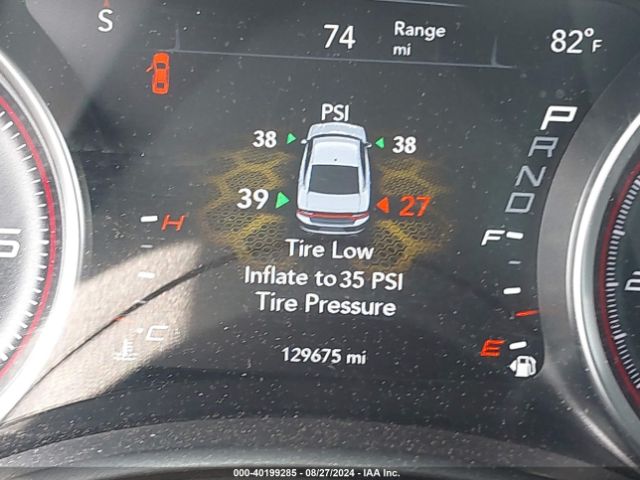 S
74 Range
mi
82°F
PSI
38 38
39 27
P
R
N
D
H
F
Tire Low
Inflate to 35 PSI
Tire Pressure
C
E
129675 mi
000-40199285 - 08/27/2024 - IAA Inc.